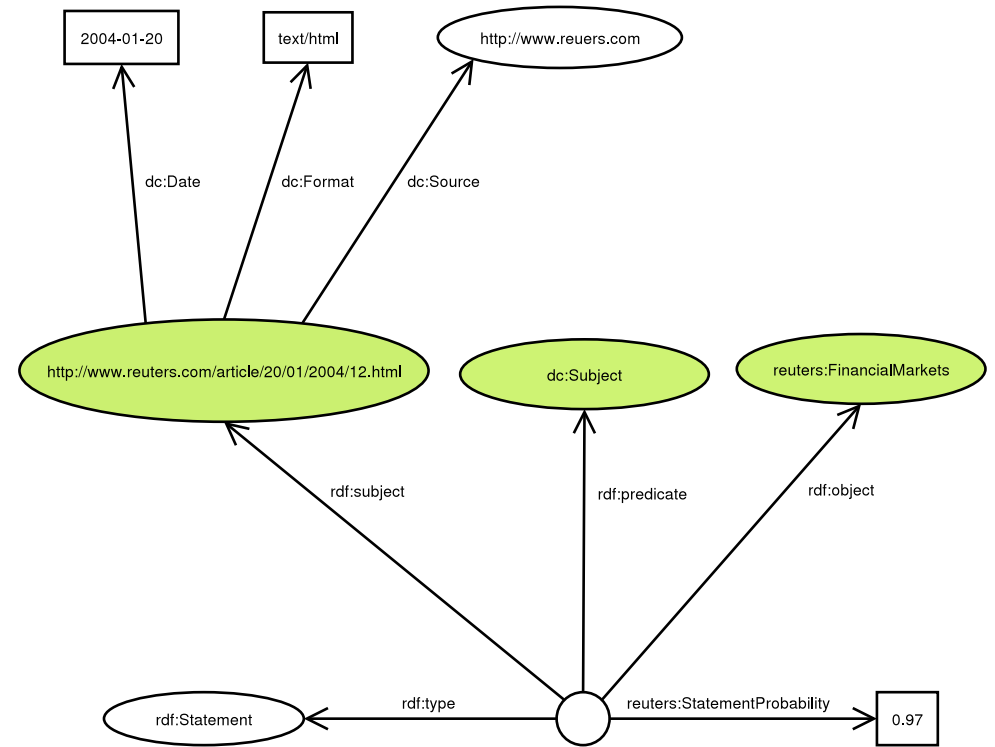 2004-01-20
text/html
http://www.reuers.com
dc:Date
dc:Format
dc:Source
http://www.reuters.com/article/20/01/2004/12.html
dc:Subject
reuters:FinancialMarkets
rdf:subject
rdf:predicate
rdf:object
rdf:type
reuters:StatementProbability
rdf:Statement
0.97